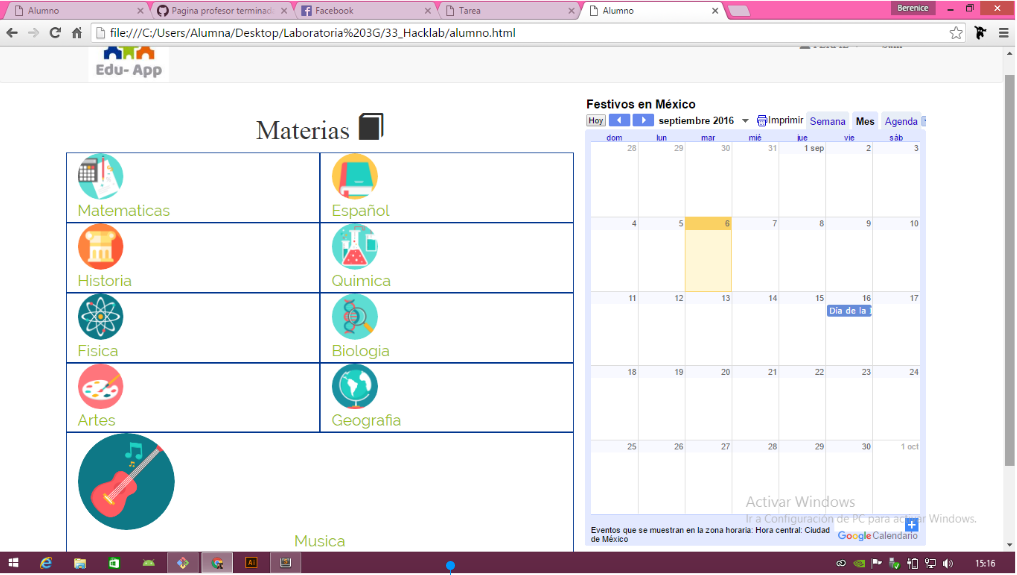 Alumno
Pagina profesor terminad
Facebook
Tarea
Alumno
Berenice
file:///C:/Users/Alumna/Desktop/Laboratoria%203G/33_Hacklab/alumno.html
Edu- App
Materias
Matematicas
Español
Historia
Quimica
Fisica
Biologia
Artes
Geografia
Musica
Festivos en México
Hoy septiembre 2016 Imprimir Semana Mes Agenda
dom lun mar mié jue vie sáb
28 29 30 31 1 sep 2 3
4 5 6 7 8 9 10
11 12 13 14 15 16 17
Día de la
18 19 20 21 22 23 24
25 26 27 28 29 30 1 oct
Activar Windows
Ir a Configuración de PC para activar Windows.
Eventos que se muestran en la zona horaria: Hora central: Ciudad
de México
Google Calendario
Ai
15:16